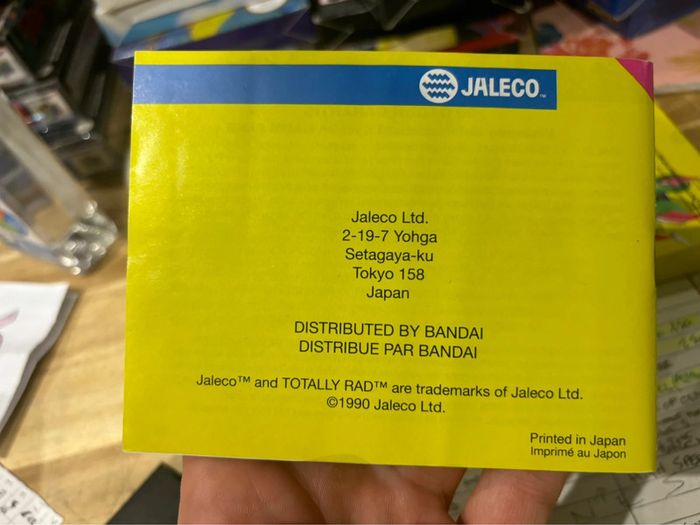 JALECO™
Jaleco Ltd.
2-19-7 Yohga
Setagaya-ku
Tokyo 158
Japan
DISTRIBUTED BY BANDAI
DISTRIBUE PAR BANDAI
Jaleco™ and TOTALLY RAD™ are trademarks of Jaleco Ltd.
©1990 Jaleco Ltd.
Printed in Japan
Imprimé au Japon